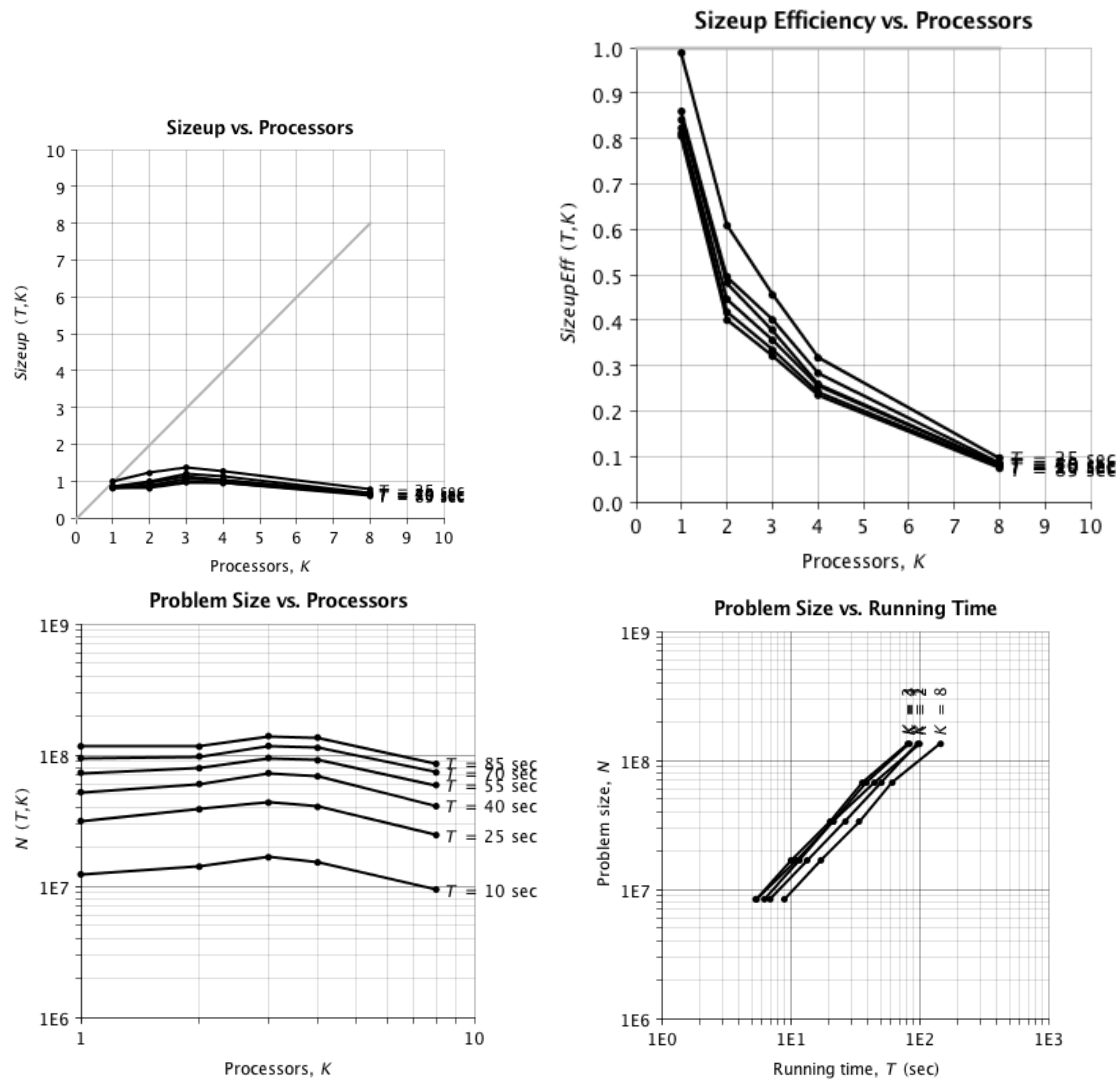 Sizeup vs. Processors
10
9
8
7
6
5
4
3
2
1
0
Sizeup (T,K)
T = 25 sec
0 1 2 3 4 5 6 7 8 9 10
Processors, K
Sizeup Efficiency vs. Processors
1.0
0.9
0.8
0.7
0.6
0.5
0.4
0.3
0.2
0.1
0.0
SizeupEff (T,K)
T = 25 sec
0 1 2 3 4 5 6 7 8 9 10
Processors, K
Problem Size vs. Processors
1E9
1E8
1E7
1E6
N (T,K)
T = 85 sec
T = 70 sec
T = 55 sec
T = 40 sec
T = 25 sec
T = 10 sec
1 10
Processors, K
Problem Size vs. Running Time
1E9
1E8
1E7
1E6
Problem size, N
K = 8
1E0 1E1 1E2 1E3
Running time, T (sec)